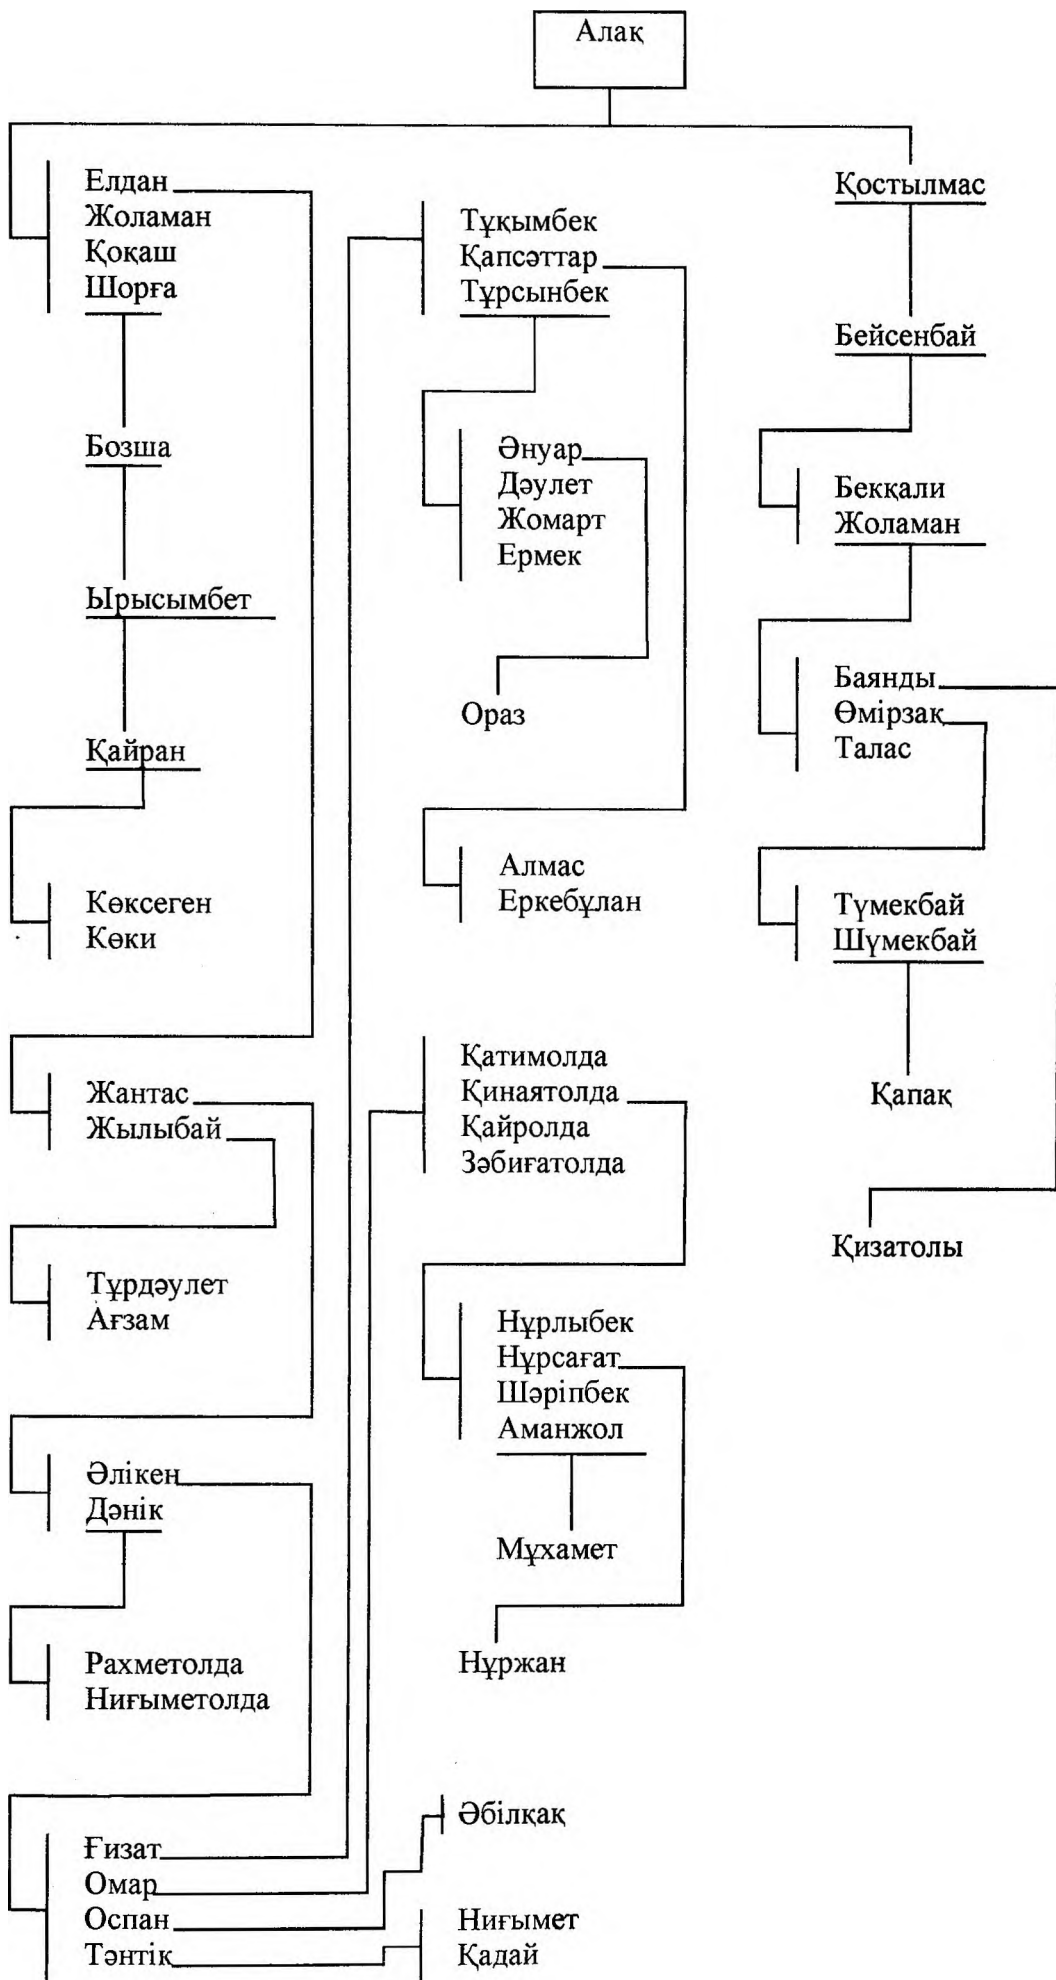 Алақ
Елдан
Жоламан
Қоқаш
Шорға
Бозша
Ырысымбет
Қайран
Көксеген
Көки
Жантас
Жылыбай
Тұрдәулет
Ағзам
Әлікен
Дәнік
Рахметолда
Ниғыметолда
Ғизат
Омар
Оспан
Тәнтік
Тұқымбек
Қапсәттар
Тұрсынбек
Әнуар
Дәулет
Жомарт
Ермек
Ораз
Алмас
Еркебұлан
Қатимолда
Қинаятолда
Қайролда
Зәбиғатолда
Нұрлыбек
Нұрсағат
Шәріпбек
Аманжол
Мұхамет
Нұржан
Әбілқақ
Ниғымет
Қадай
Қостылмас
Бейсенбай
Бекқали
Жоламан
Баянды
Өмірзақ
Талас
Түмекбай
Шүмекбай
Қапақ
Қизатолы